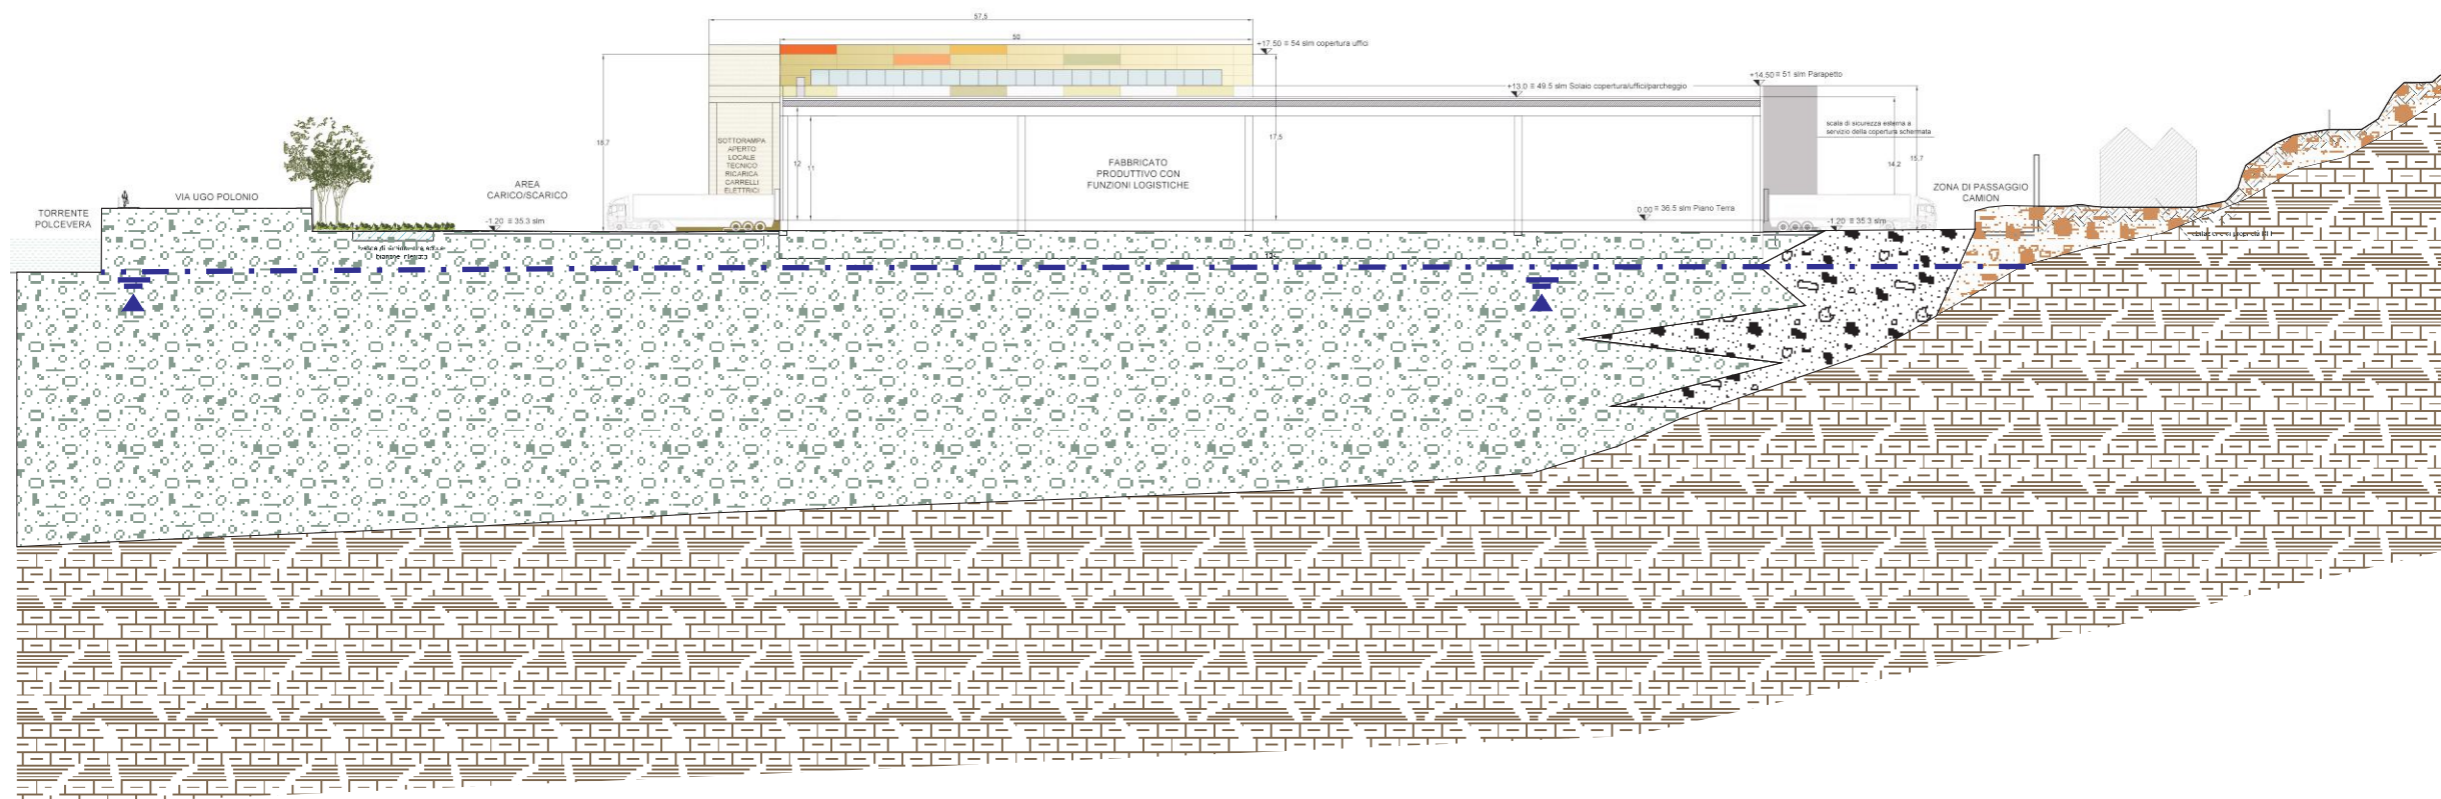 57,5
50
+17.50 = 54 slm copertura uffici
+14.50 = 51 slm Parapetto
+13.0 = 49.5 slm Solaio copertura/uffici/parcheggio
scala di sicurezza esterna a
servizio della copertura schermata
17,5
12
11
14,2
15,7
SOTTORAMPA
APERTO
LOCALE
TECNICO
RICARICA
CARRELLI
ELETTRICI
FABBRICATO
PRODUTTIVO CON
FUNZIONI LOGISTICHE
AREA
CARICO/SCARICO
VIA UGO POLONIO
TORRENTE
POLCEVERA
ZONA DI PASSAGGIO
CAMION
0.00 = 36.5 slm Piano Terra
-1.20 = 35.3 slm
-1.20 = 35.3 slm